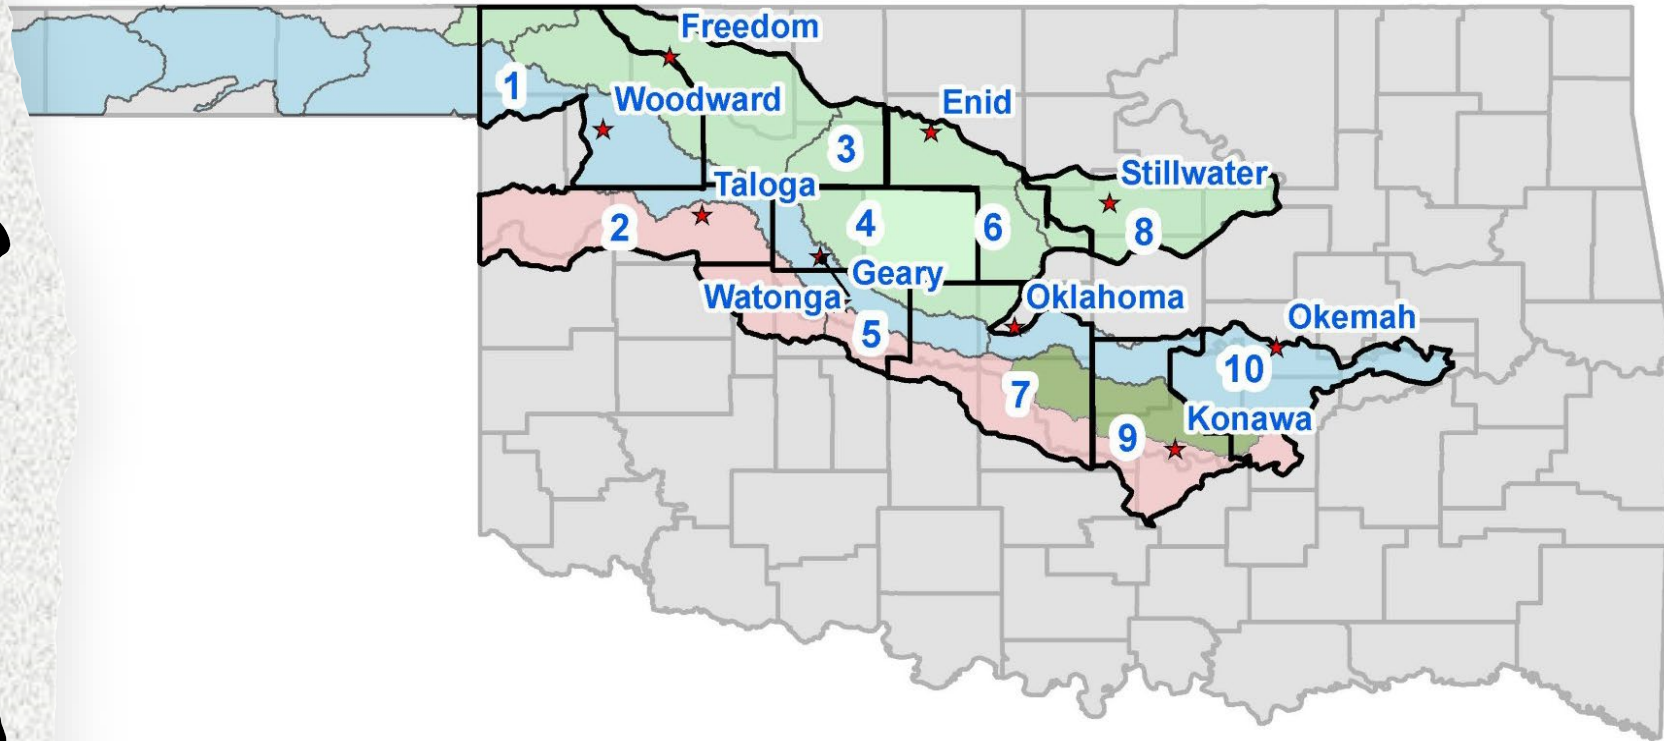 Freedom
1
Woodward
Enid
3
Stillwater
Taloga
2
4
6
8
Geary
Watonga
Oklahoma
5
Okemah
10
7
Konawa
9